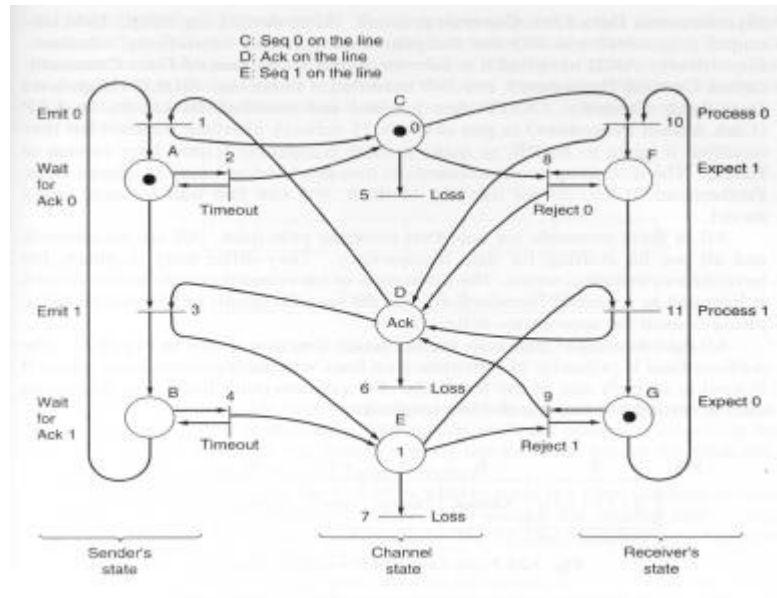 C: Seq 0 on the line
D: Ack on the line
E: Seq 1 on the line
Emit 0
1
C
0
10
Process 0
A
2
8
F
Wait
for
Ack 0
Expect 1
Timeout
5
Loss
Reject 0
D
Emit 1
3
Ack
11
Process 1
6
Loss
B
4
E
9
G
Wait
for
Ack 1
Expect 0
Timeout
1
Reject 1
7
Loss
Sender's
state
Channel
state
Receiver's
state